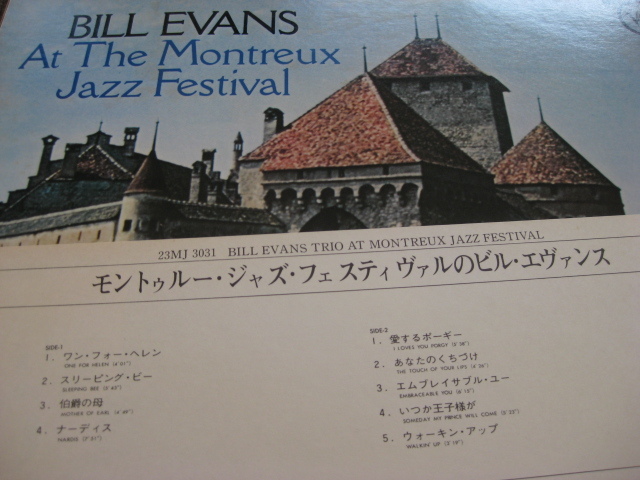 BILL EVANS
At The Montreux
Jazz Festival
23MJ 3031 BILL EVANS TRIO AT MONTREUX JAZZ FESTIVAL
モントゥルー・ジャズ・フェスティヴァルのビル・エヴァンス
SIDE-1
1. ワン・フォー・ヘレン
ONE FOR HELEN
2. スリーピング・ビー
SLEEPING BEE
3. 伯爵の母
MOTHER OF EARL
4. ナーディス
NARDIS
SIDE-2
1. 愛するポーギー
I LOVES YOU PORGY
2. あなたのくちづけ
THE TOUCH OF YOUR LIPS
3. エムブレイサブル・ユー
EMBRACEABLE YOU
4. いつか王子様が
SOMEDAY MY PRINCE WILL COME
5. ウォーキン・アップ
WALKIN' UP